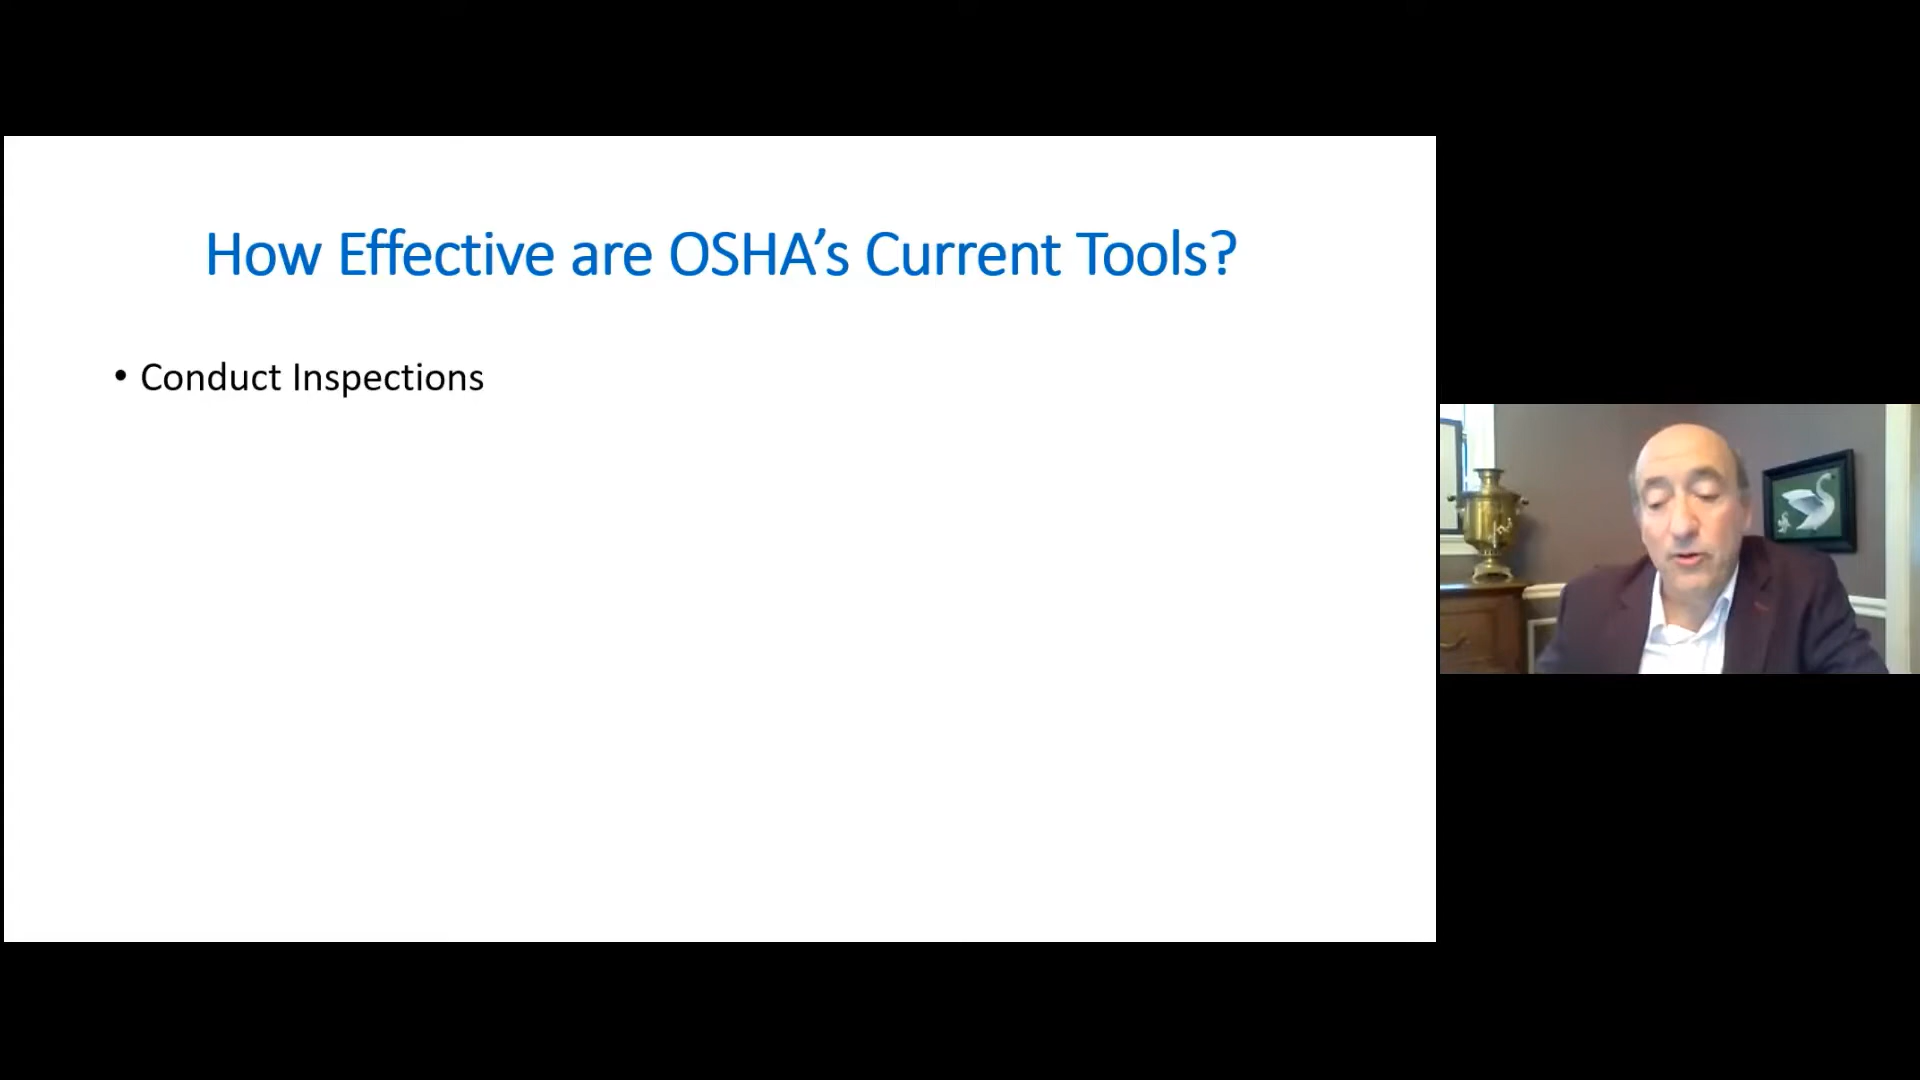 How Effective are OSHA’s Current Tools?
• Conduct Inspections